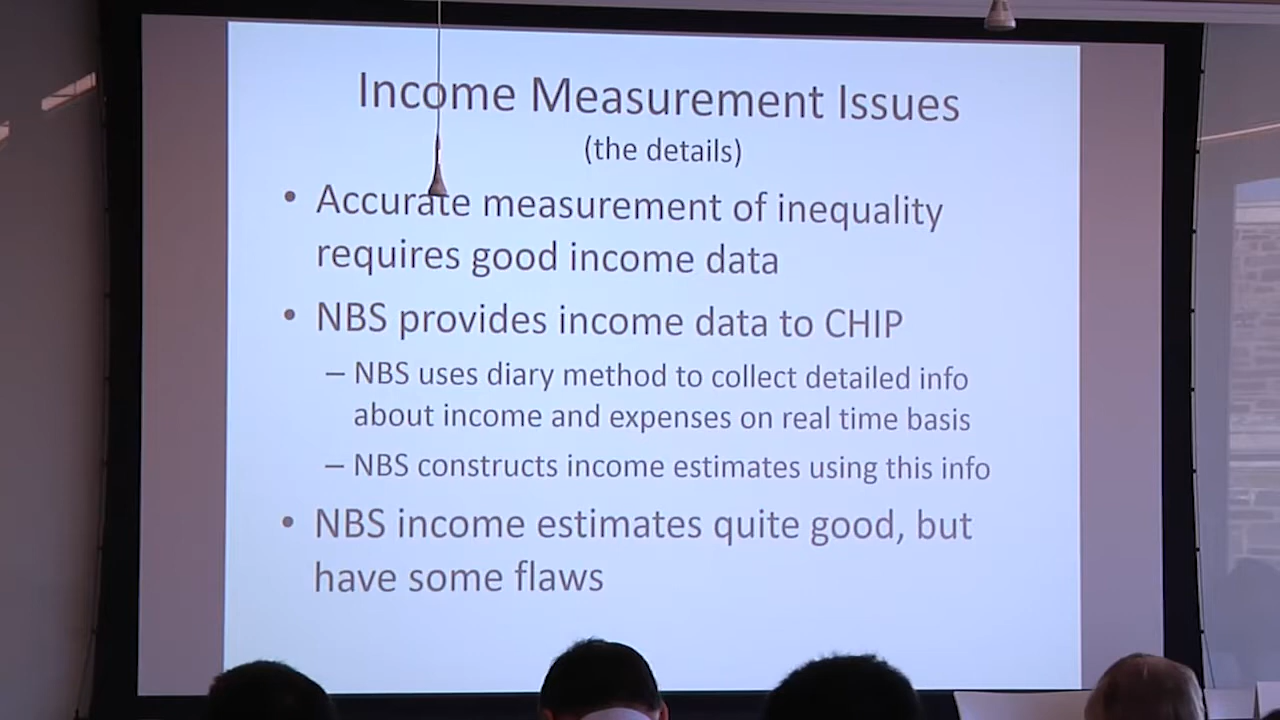 Income Measurement Issues
(the details)
• Accurate measurement of inequality
requires good income data
• NBS provides income data to CHIP
– NBS uses diary method to collect detailed info
about income and expenses on real time basis
– NBS constructs income estimates using this info
• NBS income estimates quite good, but
have some flaws